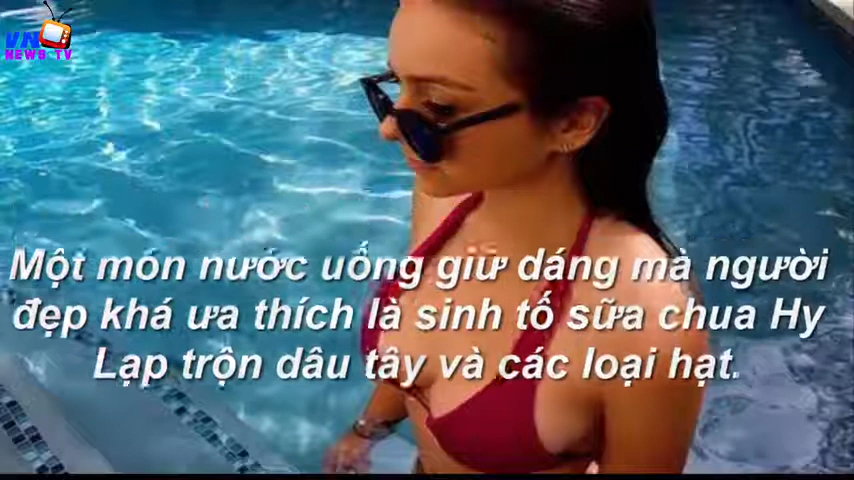 VN
NEWS TV
Một món nước uống giữ dáng mà người
đẹp khá ưa thích là sinh tố sữa chua Hy
Lạp trộn dâu tây và các loại hạt.